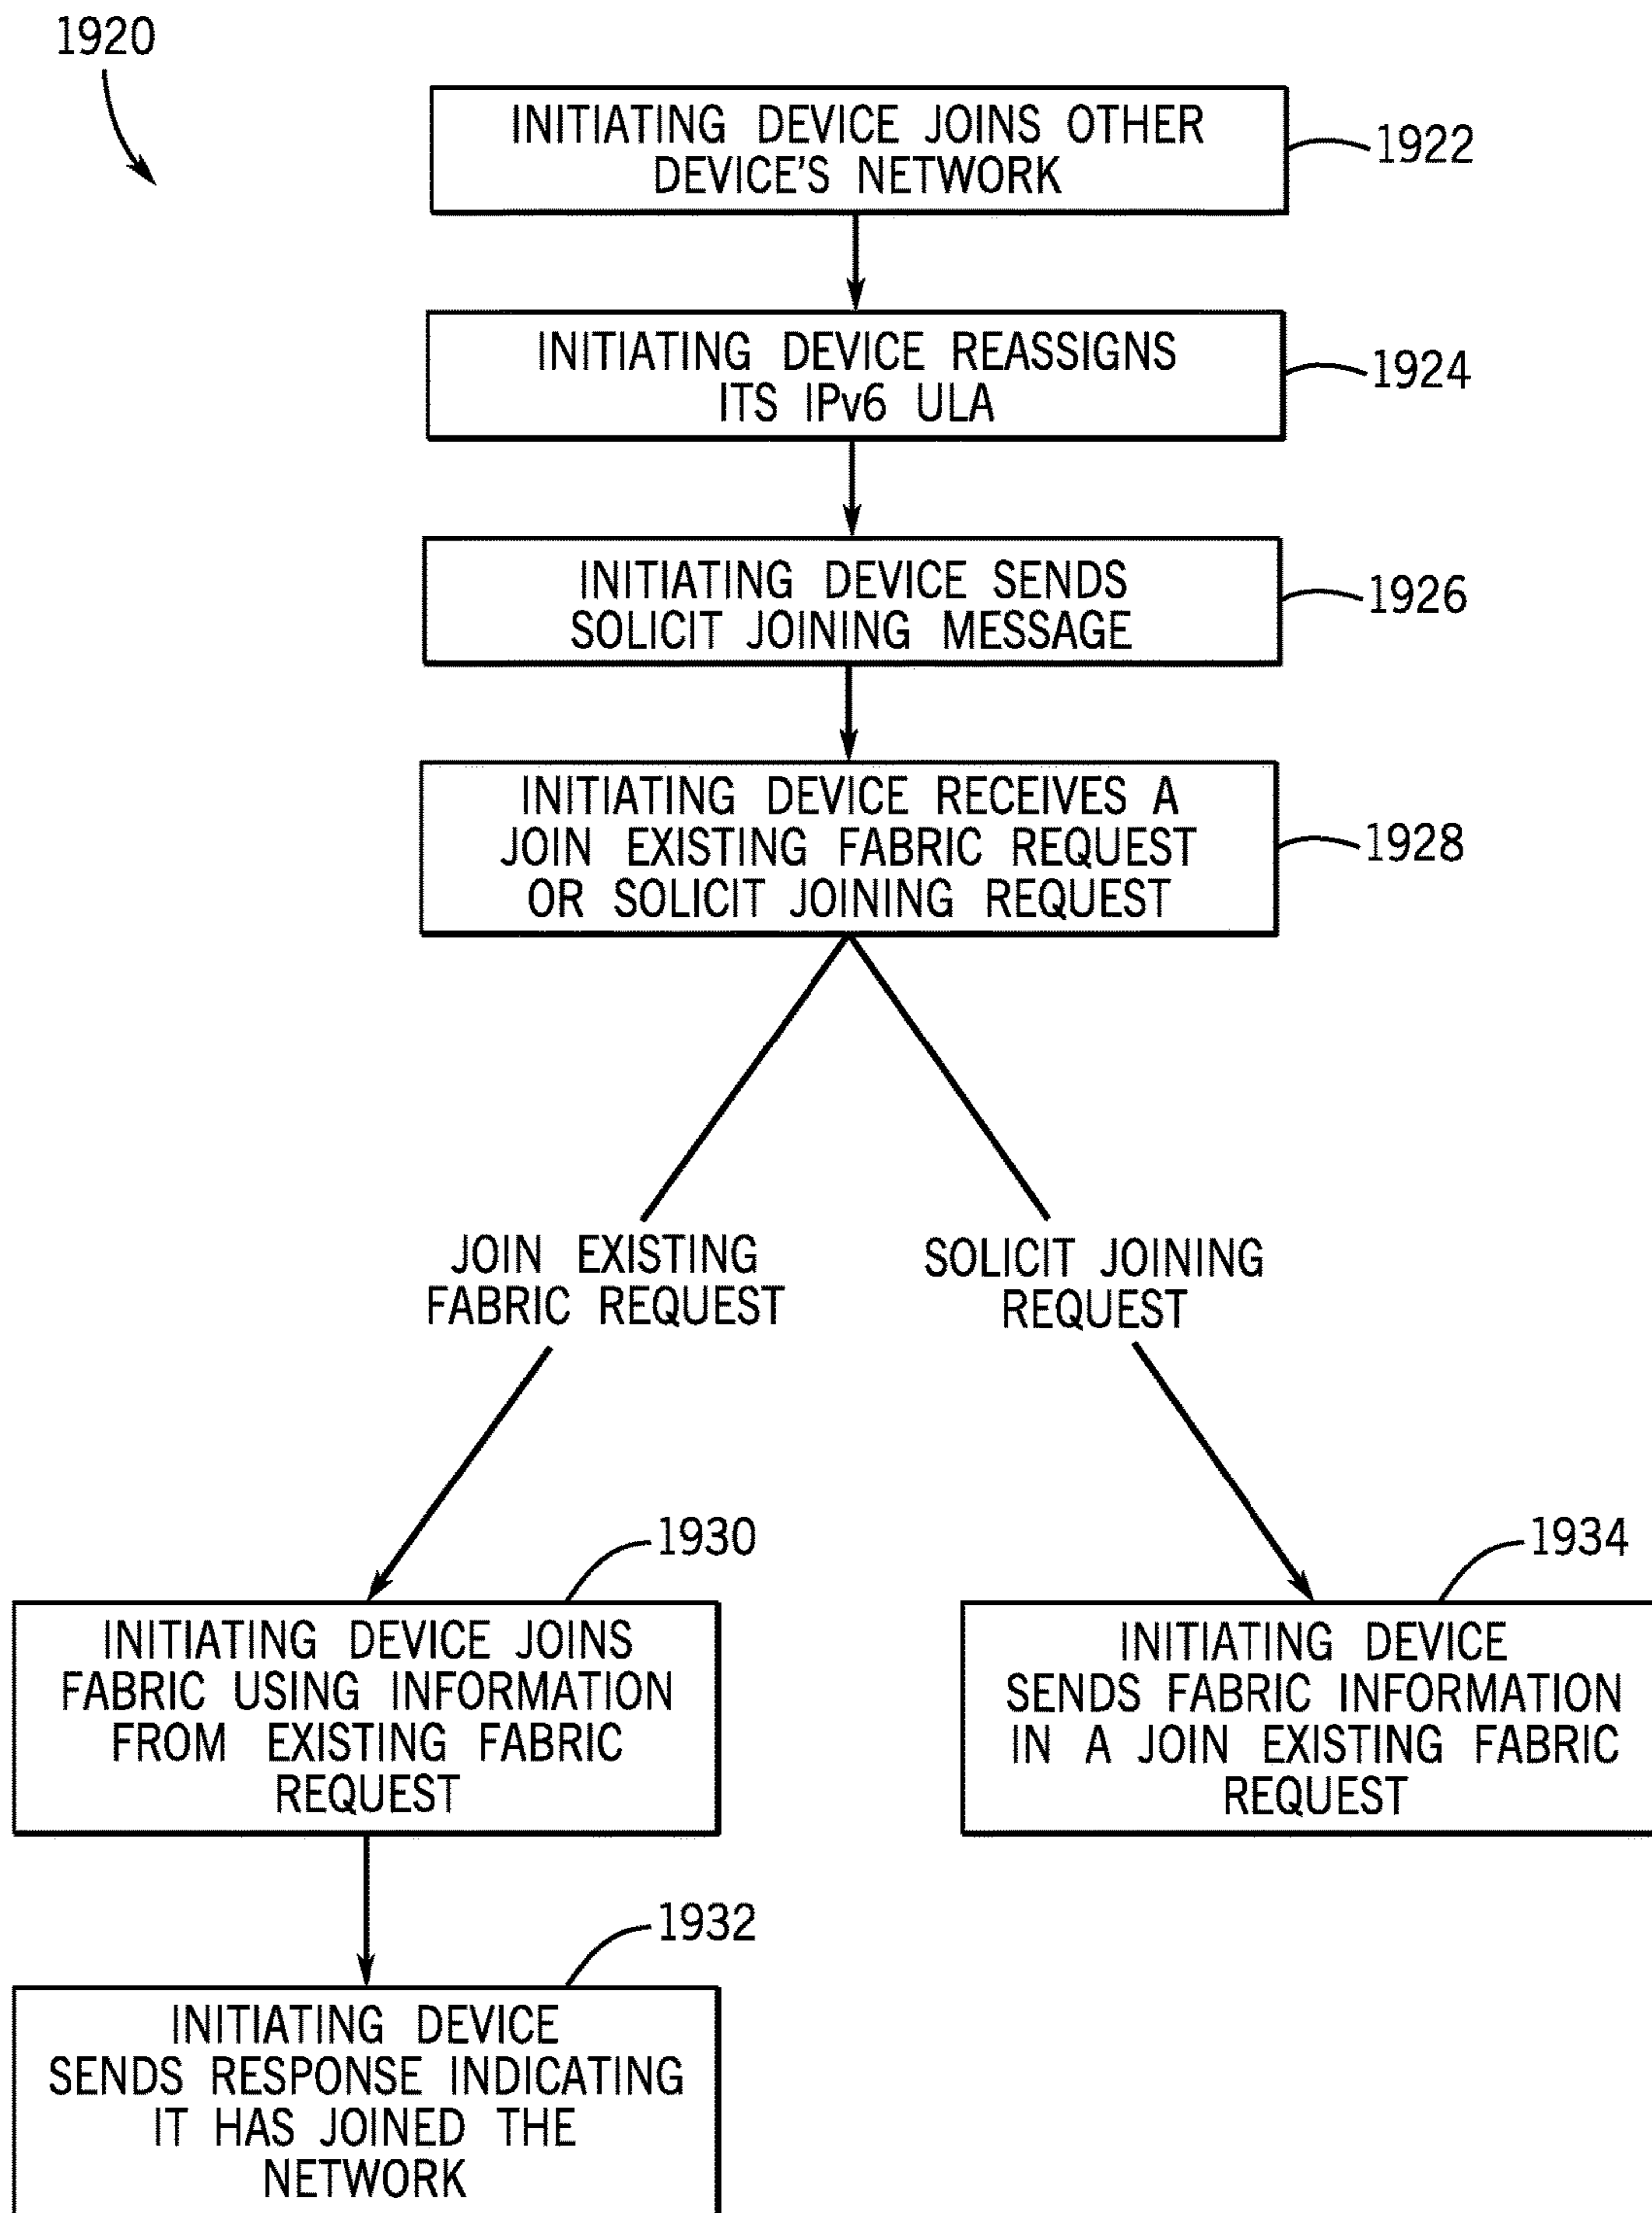 1920
INITIATING DEVICE JOINS OTHER
DEVICE'S NETWORK
1922
INITIATING DEVICE REASSIGNS
ITS IPv6 ULA
1924
INITIATING DEVICE SENDS
SOLICIT JOINING MESSAGE
1926
INITIATING DEVICE RECEIVES A
JOIN EXISTING FABRIC REQUEST
OR SOLICIT JOINING REQUEST
1928
JOIN EXISTING
FABRIC REQUEST
SOLICIT JOINING
REQUEST
1930
INITIATING DEVICE JOINS
FABRIC USING INFORMATION
FROM EXISTING FABRIC
REQUEST
1934
INITIATING DEVICE
SENDS FABRIC INFORMATION
IN A JOIN EXISTING FABRIC
REQUEST
1932
INITIATING DEVICE
SENDS RESPONSE INDICATING
IT HAS JOINED THE
NETWORK